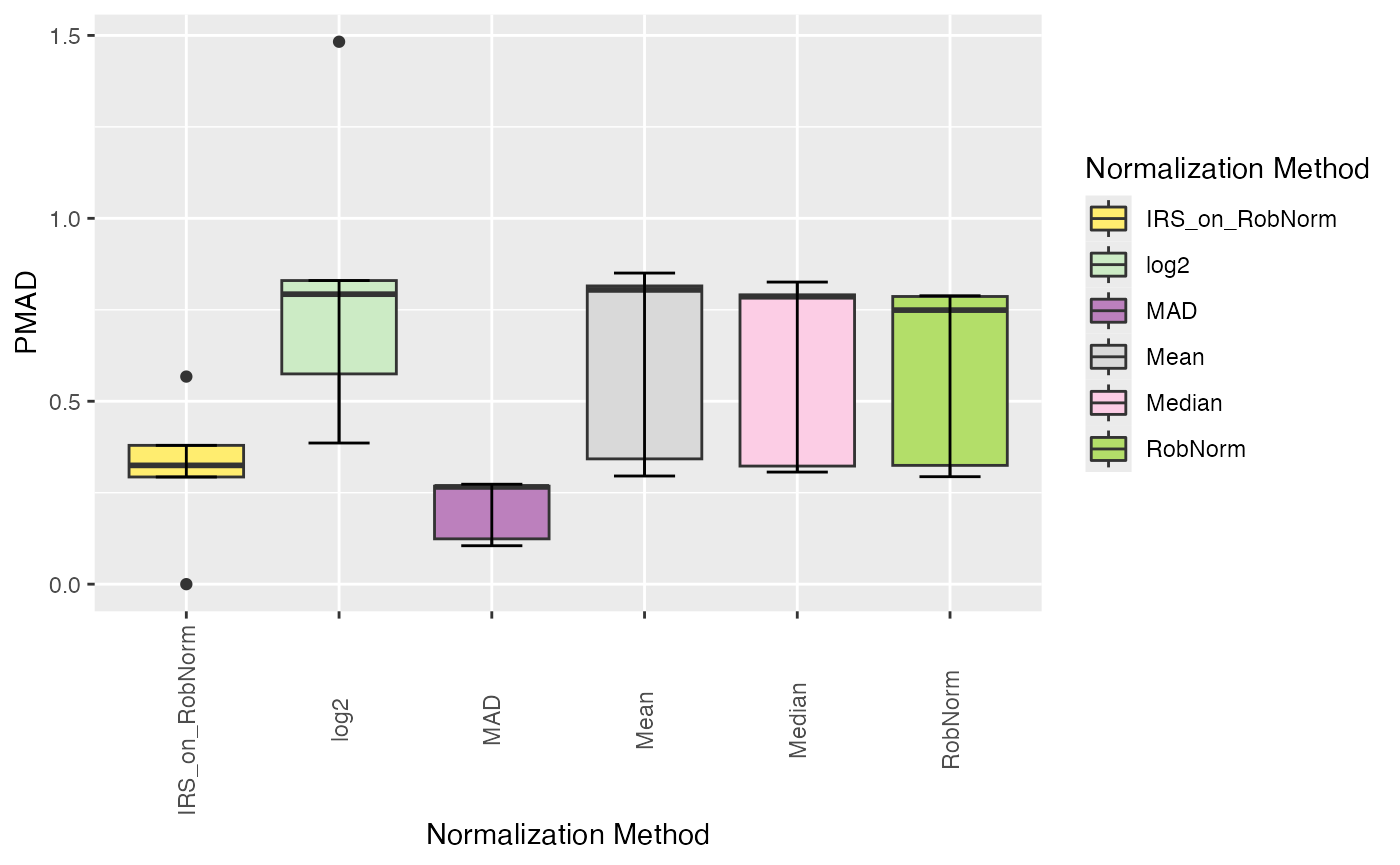 PMAD
1.5
1.0
0.5
0.0
IRS_on_RobNorm
log2
MAD
Mean
Median
RobNorm
Normalization Method
Normalization Method
IRS_on_RobNorm
log2
MAD
Mean
Median
RobNorm